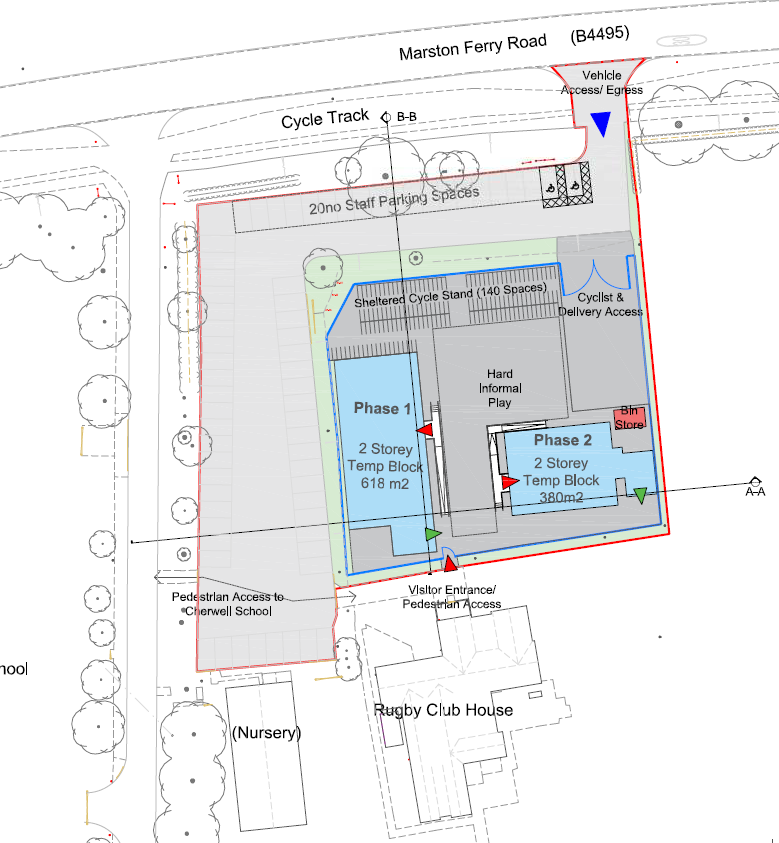 Marston Ferry Road (B4495)
Vehicle
Access/ Egress
Cycle Track
B-B
20no Staff Parking Spaces
Sheltered Cycle Stand (140 Spaces)
Cyclist &
Delivery Access
Hard
Informal
Play
Phase 1
2 Storey
Temp Block
618 m2
Bin
Store
Phase 2
2 Storey
Temp Block
380m2
A-A
Pedestrian Access to
Cherwell School
Visitor Entrance/
Pedestrian Access
hool
Rugby Club House
(Nursery)